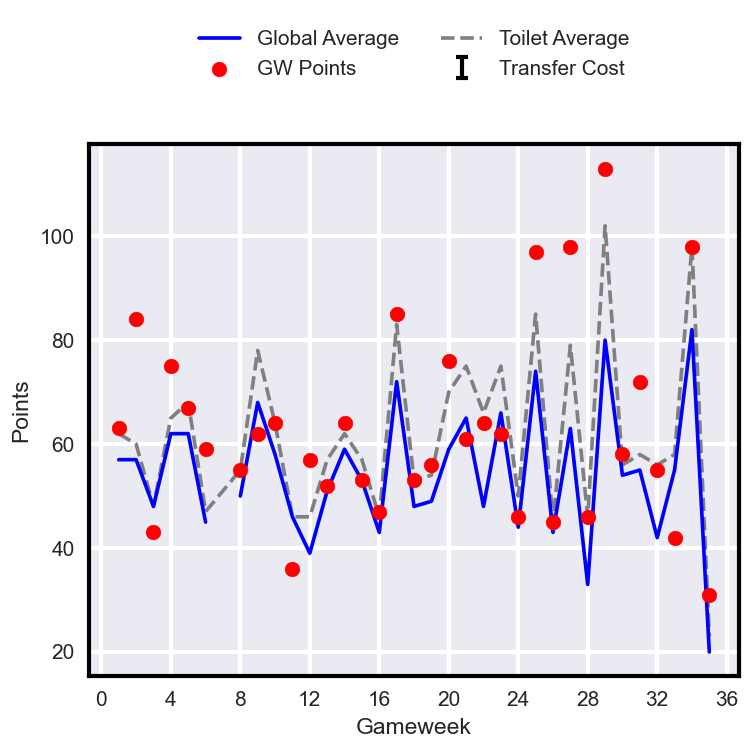 Global Average
Toilet Average
GW Points
Transfer Cost
100
80
60
40
20
Points
0 4 8 12 16 20 24 28 32 36
Gameweek